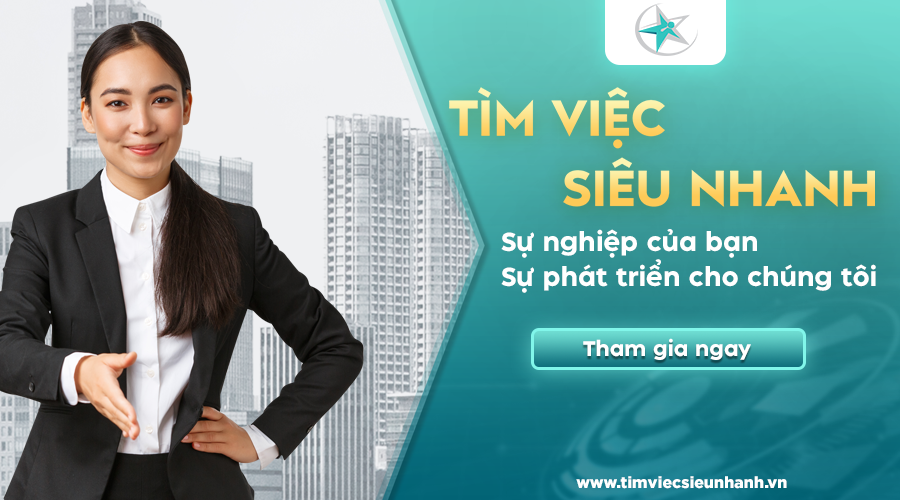 TÌM VIỆC
SIÊU NHANH
Sự nghiệp của bạn
Sự phát triển cho chúng tôi
Tham gia ngay
www.timviecsieunhanh.vn